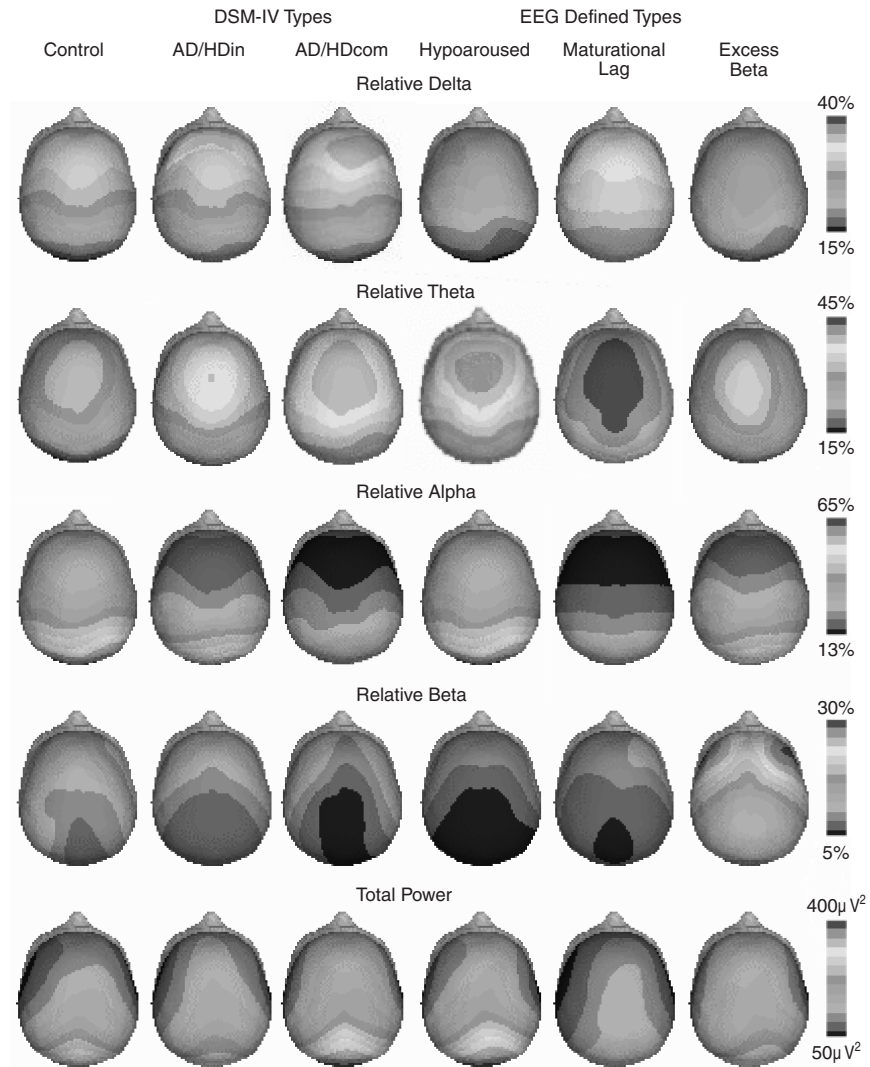 DSM-IV Types EEG Defined Types
Control AD/HDin AD/HDcom Hypoaroused Maturational Lag Excess Beta
Relative Delta
40%
15%
Relative Theta
45%
15%
Relative Alpha
65%
13%
Relative Beta
30%
5%
Total Power
400µ V²
50µ V²